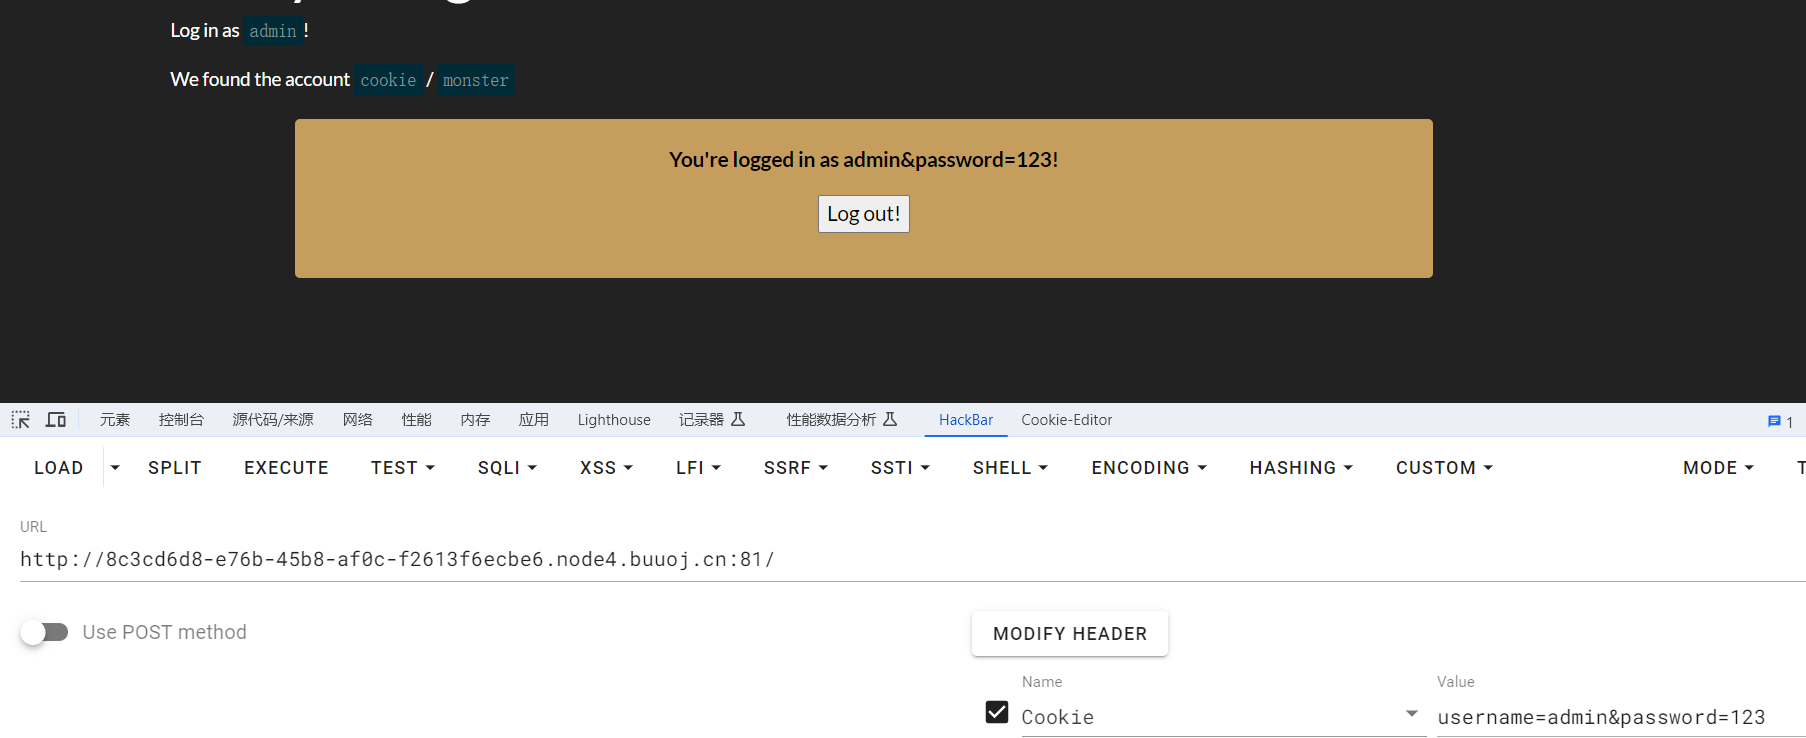 Log in as admin!
We found the account cookie / monster
You're logged in as admin&password=123!
Log out!
元素 控制台 源代码/来源 网络 性能 内存 应用 Lighthouse 记录器 性能数据分析 HackBar Cookie-Editor 1
LOAD SPLIT EXECUTE TEST SQLI XSS LFI SSRF SSTI SHELL ENCODING HASHING CUSTOM MODE T
URL
http://8c3cd6d8-e76b-45b8-af0c-f2613f6ecbe6.node4.buuoj.cn:81/
Use POST method
MODIFY HEADER
Name Value
Cookie username=admin&password=123